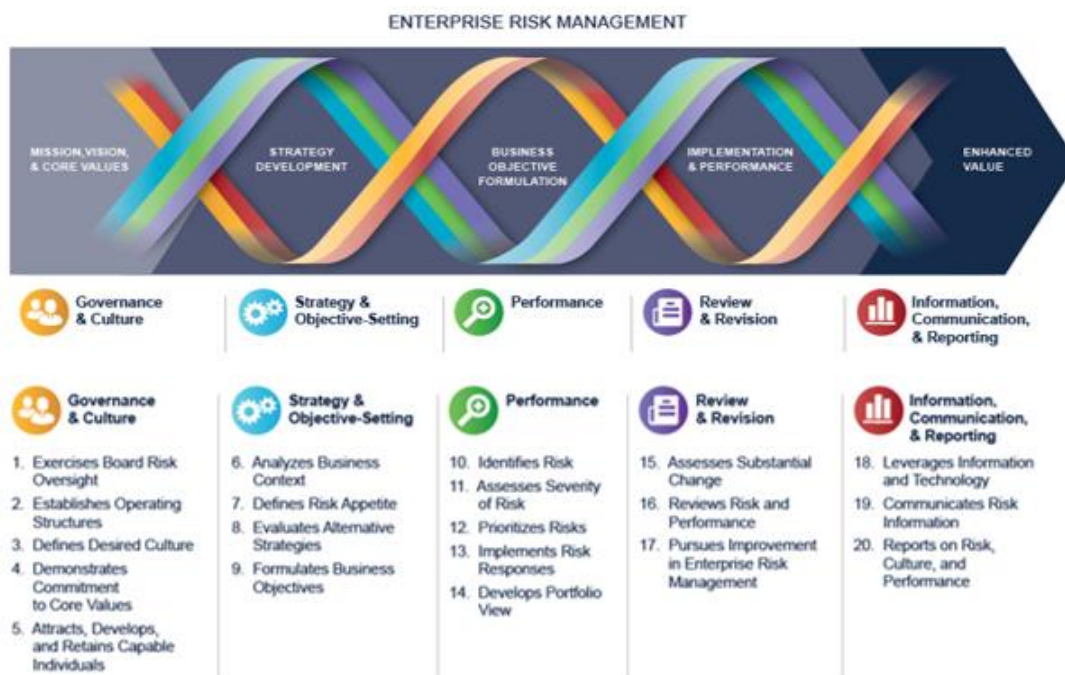 ENTERPRISE RISK MANAGEMENT
MISSION, VISION,
& CORE VALUES
STRATEGY
DEVELOPMENT
BUSINESS
OBJECTIVE
FORMULATION
IMPLEMENTATION
& PERFORMANCE
ENHANCED
VALUE
Governance
& Culture
Strategy &
Objective-Setting
Performance
Review
& Revision
Information,
Communication,
& Reporting
Governance
& Culture
1. Exercises Board Risk
Oversight
2. Establishes Operating
Structures
3. Defines Desired Culture
4. Demonstrates
Commitment
to Core Values
5. Attracts, Develops,
and Retains Capable
Individuals
Strategy &
Objective-Setting
6. Analyzes Business
Context
7. Defines Risk Appetite
8. Evaluates Alternative
Strategies
9. Formulates Business
Objectives
Performance
10. Identifies Risk
11. Assesses Severity
of Risk
12. Prioritizes Risks
13. Implements Risk
Responses
14. Develops Portfolio
View
Review
& Revision
15. Assesses Substantial
Change
16. Reviews Risk and
Performance
17. Pursues Improvement
in Enterprise Risk
Management
Information,
Communication,
& Reporting
18. Leverages Information
and Technology
19. Communicates Risk
Information
20. Reports on Risk,
Culture, and
Performance